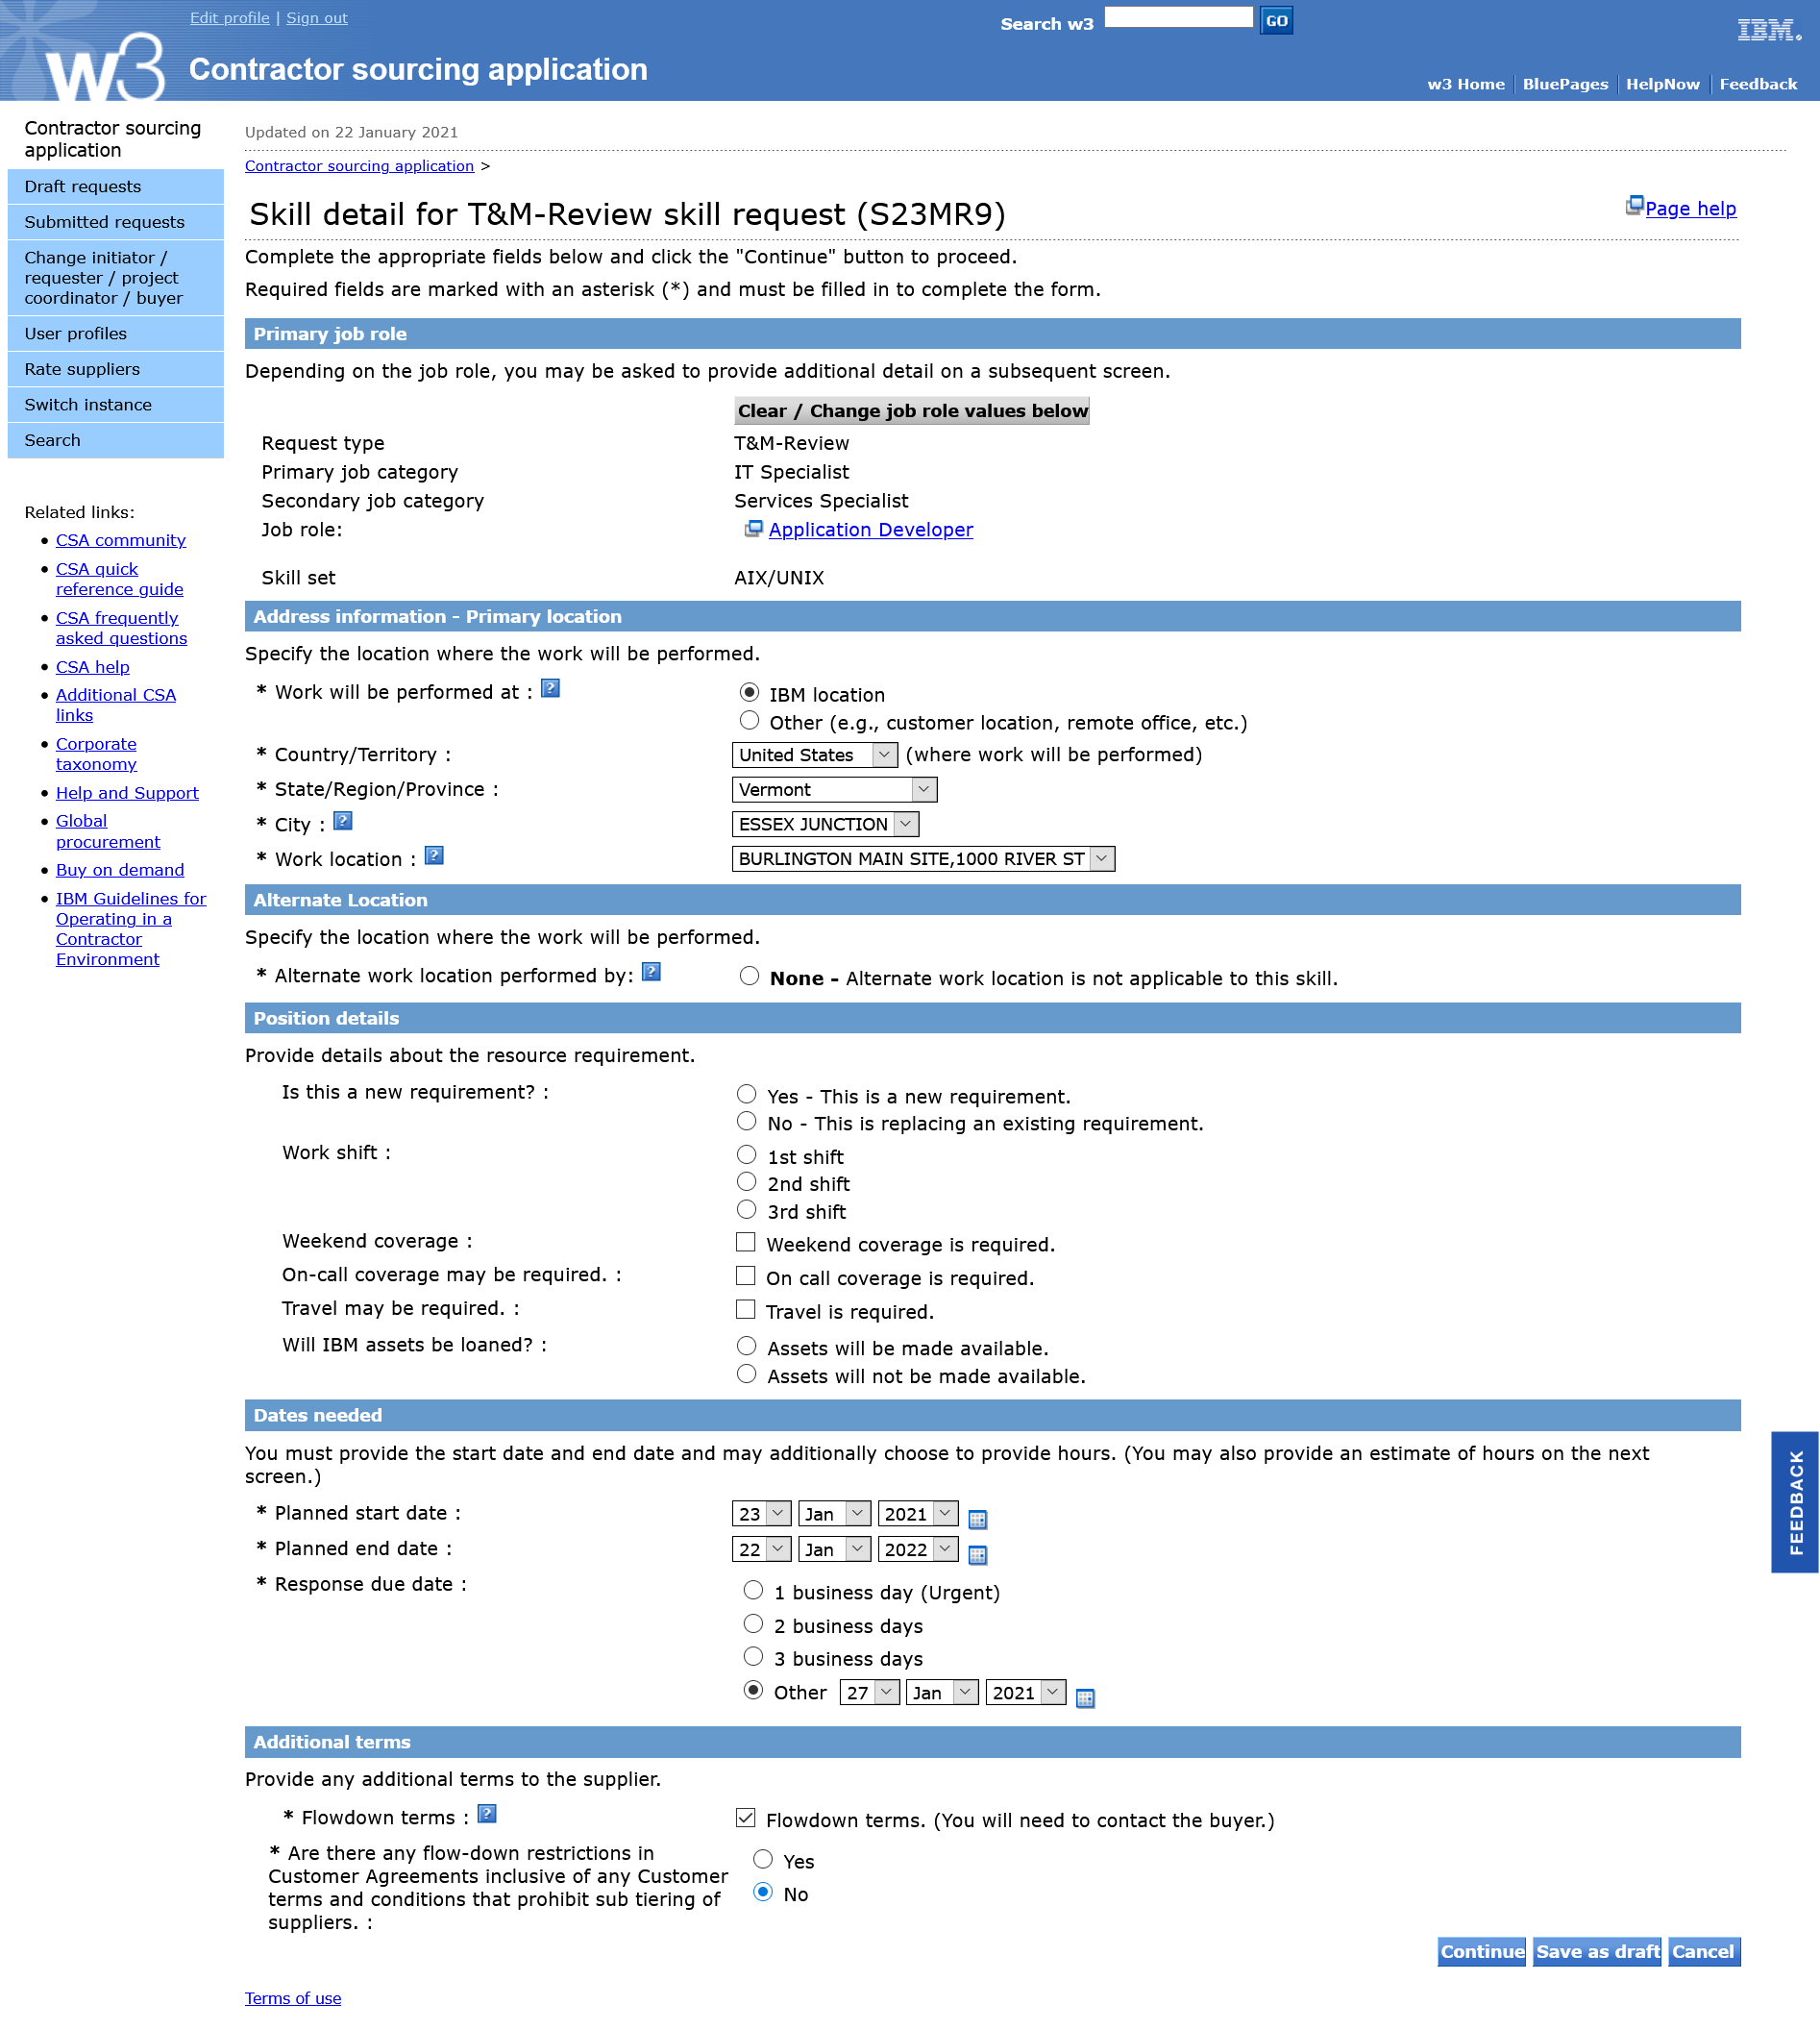 Edit profile | Sign out
Search w3 GO
IBM.
w3 Contractor sourcing application
w3 Home BluePages HelpNow Feedback
Contractor sourcing
application
Draft requests
Submitted requests
Change initiator /
requester / project
coordinator / buyer
User profiles
Rate suppliers
Switch instance
Search
Related links:
CSA community
CSA quick
reference guide
CSA frequently
asked questions
CSA help
Additional CSA
links
Corporate
taxonomy
Help and Support
Global
procurement
Buy on demand
IBM Guidelines for
Operating in a
Contractor
Environment
Updated on 22 January 2021
Contractor sourcing application >
Skill detail for T&M-Review skill request (S23MR9)
Page help
Complete the appropriate fields below and click the "Continue" button to proceed.
Required fields are marked with an asterisk (*) and must be filled in to complete the form.
Primary job role
Depending on the job role, you may be asked to provide additional detail on a subsequent screen.
Clear / Change job role values below
Request type T&M-Review
Primary job category IT Specialist
Secondary job category Services Specialist
Job role: Application Developer
Skill set AIX/UNIX
Address information - Primary location
Specify the location where the work will be performed.
* Work will be performed at : ? IBM location
Other (e.g., customer location, remote office, etc.)
* Country/Territory : United States (where work will be performed)
* State/Region/Province : Vermont
* City : ? ESSEX JUNCTION
* Work location : ? BURLINGTON MAIN SITE,1000 RIVER ST
Alternate Location
Specify the location where the work will be performed.
* Alternate work location performed by: ? None - Alternate work location is not applicable to this skill.
Position details
Provide details about the resource requirement.
Is this a new requirement? : Yes - This is a new requirement.
No - This is replacing an existing requirement.
Work shift : 1st shift
2nd shift
3rd shift
Weekend coverage : Weekend coverage is required.
On-call coverage may be required. : On call coverage is required.
Travel may be required. : Travel is required.
Will IBM assets be loaned? : Assets will be made available.
Assets will not be made available.
Dates needed
You must provide the start date and end date and may additionally choose to provide hours. (You may also provide an estimate of hours on the next
screen.)
* Planned start date : 23 Jan 2021
* Planned end date : 22 Jan 2022
* Response due date : 1 business day (Urgent)
2 business days
3 business days
Other 27 Jan 2021
Additional terms
Provide any additional terms to the supplier.
* Flowdown terms : ? Flowdown terms. (You will need to contact the buyer.)
* Are there any flow-down restrictions in
Customer Agreements inclusive of any Customer
terms and conditions that prohibit sub tiering of
suppliers. :
Yes
No
Continue Save as draft Cancel
Terms of use
FEEDBACK